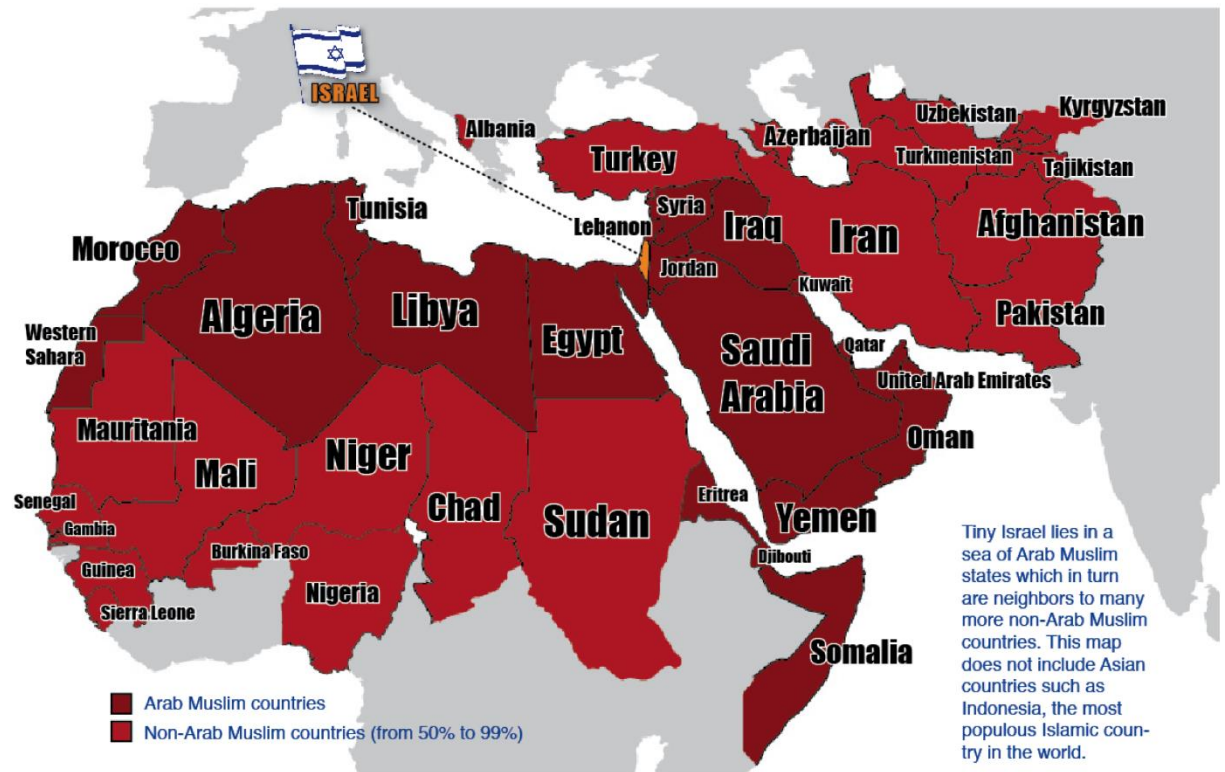 ISRAEL
Albania
Turkey
Azerbaijan
Uzbekistan
Kyrgyzstan
Turkmenistan
Tajikistan
Tunisia
Lebanon
Syria
Iraq
Iran
Afghanistan
Morocco
Jordan
Kuwait
Pakistan
Algeria
Libya
Egypt
Saudi
Arabia
Qatar
United Arab Emirates
Western
Sahara
Oman
Mauritania
Mali
Niger
Chad
Sudan
Eritrea
Yemen
Senegal
Gambia
Burkina Faso
Djibouti
Guinea
Nigeria
Sierra Leone
Somalia
Arab Muslim countries
Non-Arab Muslim countries (from 50% to 99%)
Tiny Israel lies in a
sea of Arab Muslim
states which in turn
are neighbors to many
more non-Arab Muslim
countries. This map
does not include Asian
countries such as
Indonesia, the most
populous Islamic coun-
try in the world.